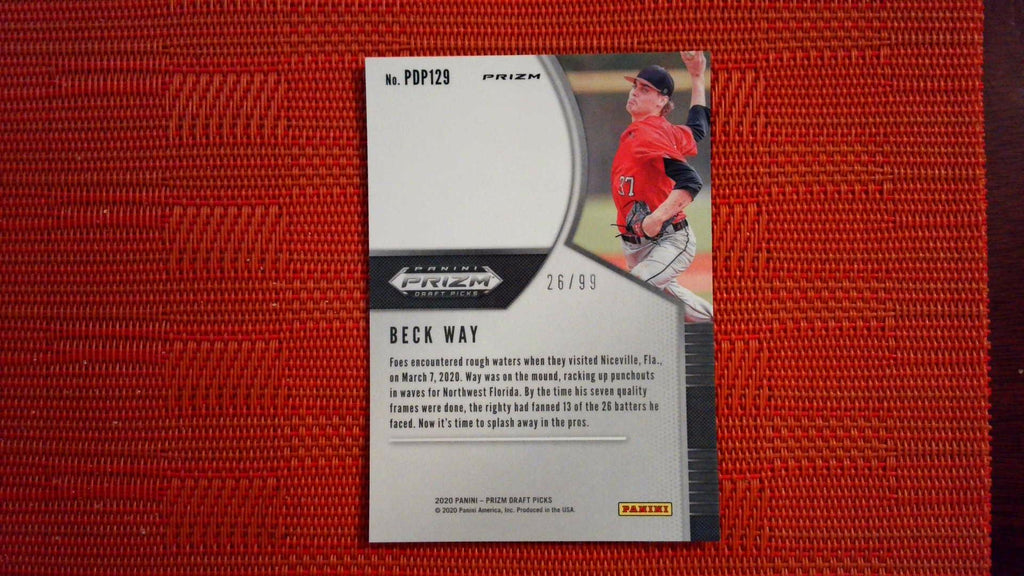 No. PDP129
PRIZM
37
PANINI
PRIZM
DRAFT PICKS
26/99
BECK WAY
Foes encountered rough waters when they visited Niceville, Fla.,
on March 7, 2020. Way was on the mound, racking up punchouts
in waves for Northwest Florida. By the time his seven quality
frames were done, the righty had fanned 13 of the 26 batters he
faced. Now it's time to splash away in the pros.
2020 PANINI – PRIZM DRAFT PICKS
© 2020 Panini America, Inc. Produced in the USA.
PANINI